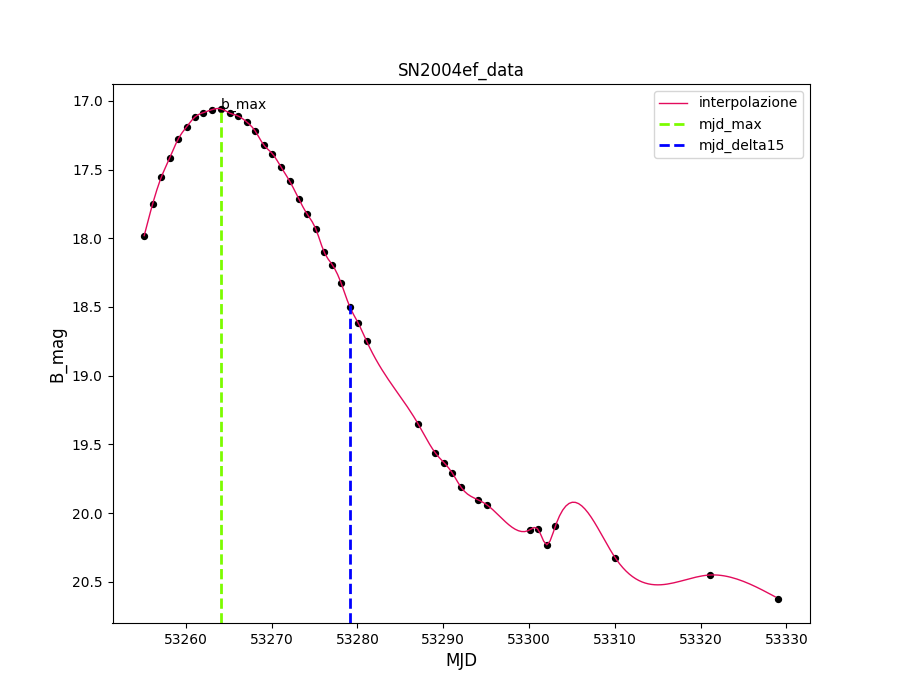 SN2004ef_data
b_max
interpolazione
mjd_max
mjd_delta15
17.0
17.5
18.0
18.5
19.0
19.5
20.0
20.5
B_mag
53260 53270 53280 53290 53300 53310 53320 53330
MJD